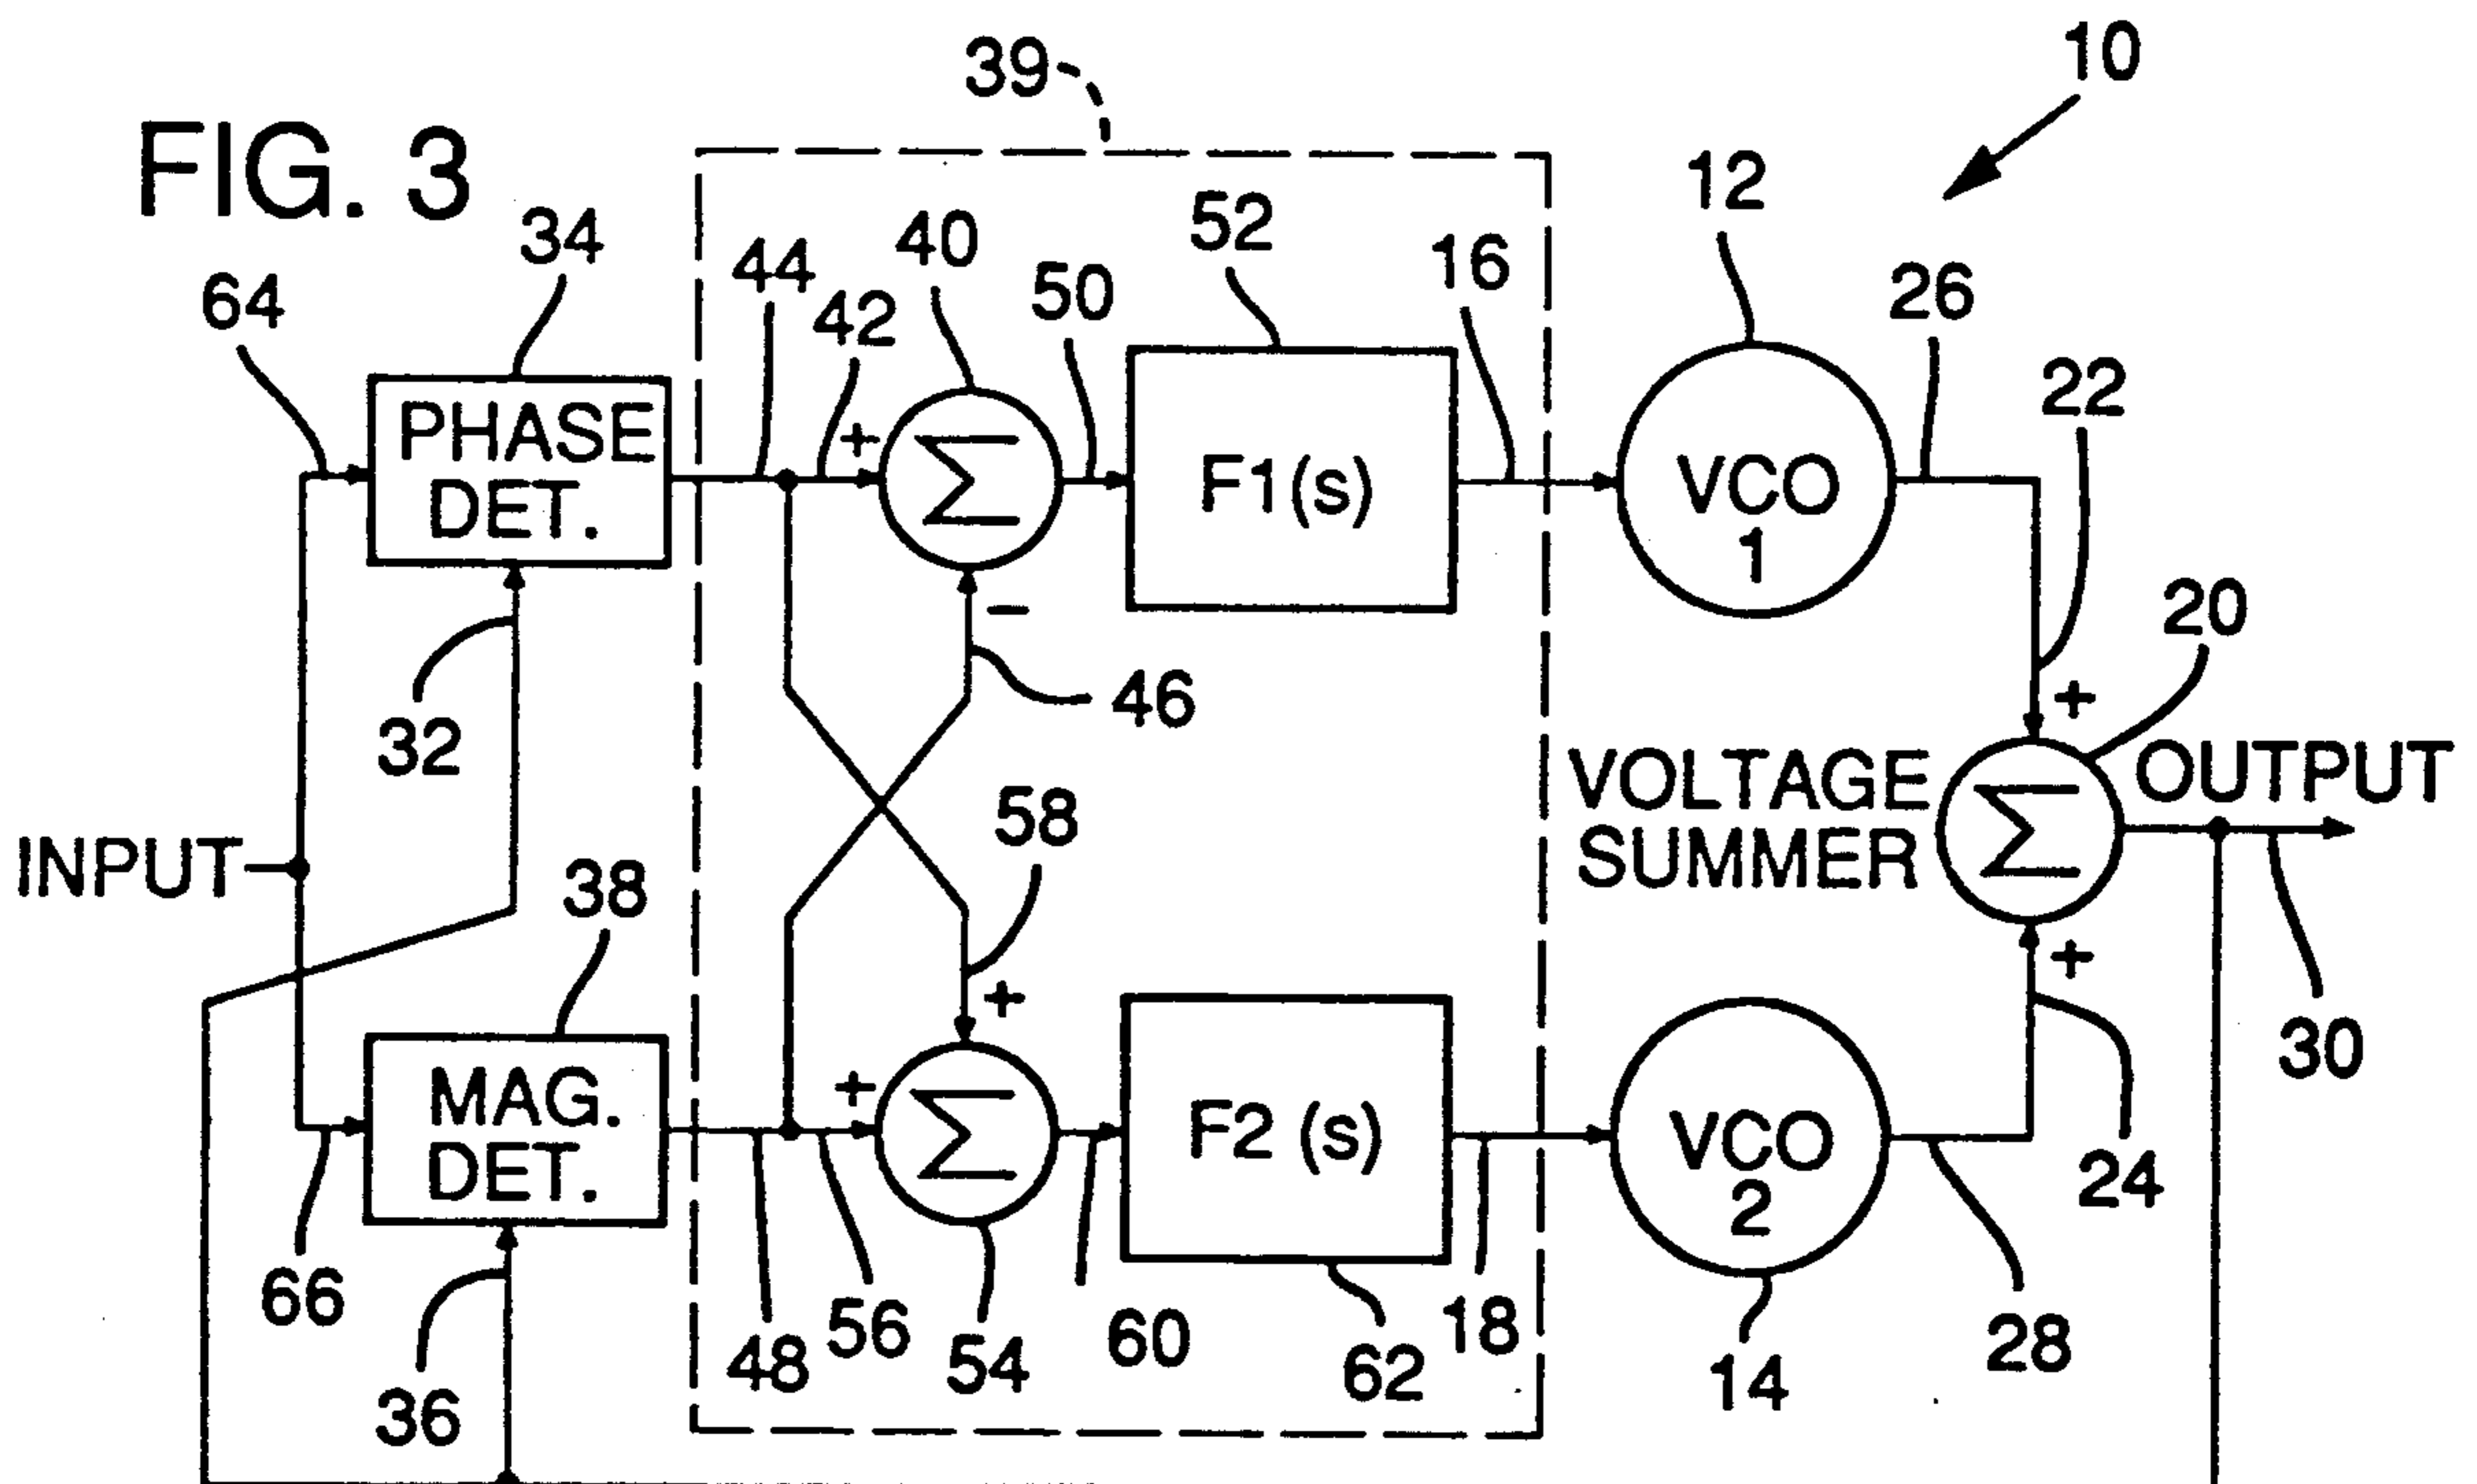 FIG. 3
39
10
12
52
34
40
44
16
64
50
26
42
22
PHASE
DET.
+
Σ
F1(s)
VCO
1
20
−
46
+
32
58
VOLTAGE
SUMMER
Σ
OUTPUT
INPUT
38
+
+
30
MAG.
DET.
+
Σ
F2 (s)
VCO
2
24
66
48
56
54
60
62
18
14
28
36